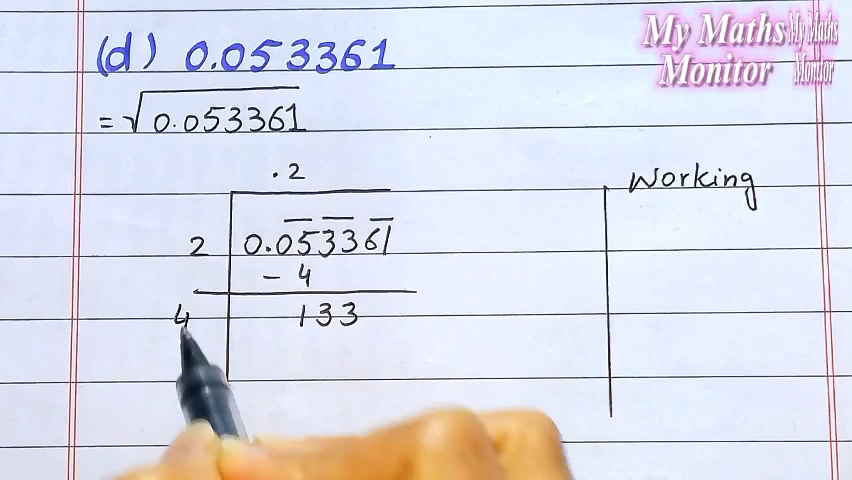 (d) 0.053361
My Maths My Maths
Monitor Monitor
= √0.053361
.2
Working
2 0.053361
- 4
4 133